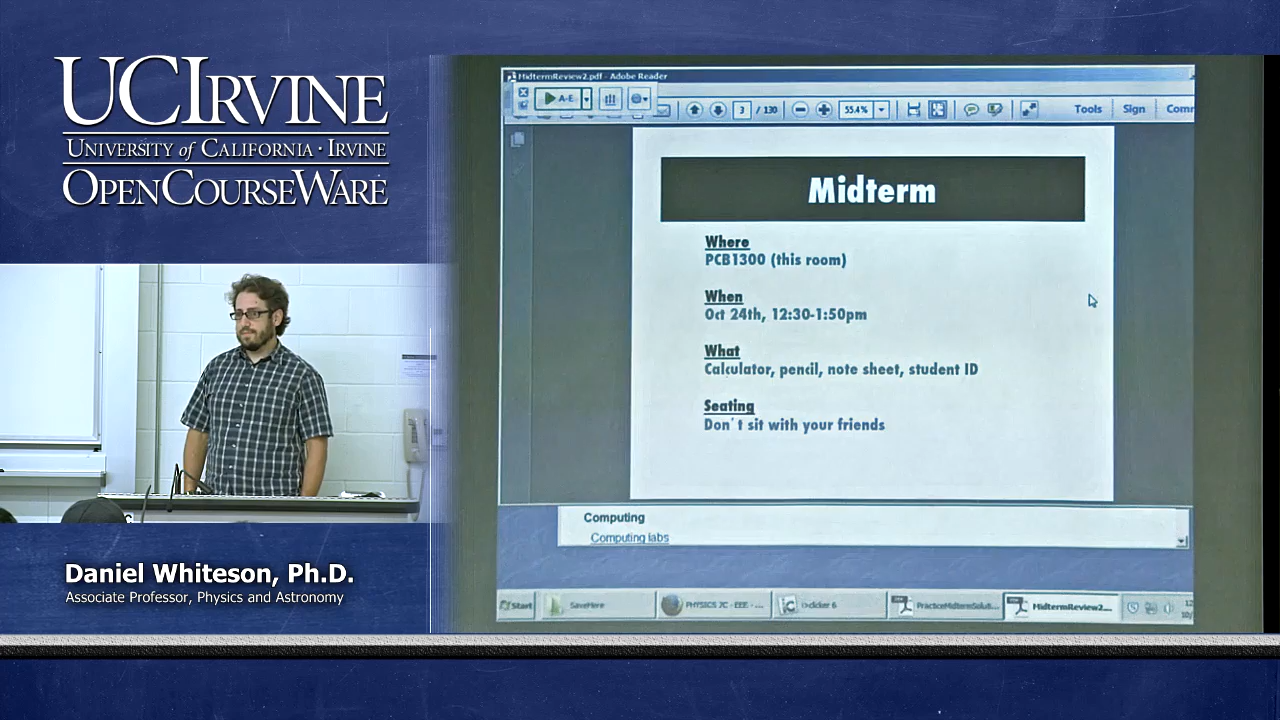 UCIRVINE
UNIVERSITY of CALIFORNIA · IRVINE
OPENCOURSEWARE
Daniel Whiteson, Ph.D.
Associate Professor, Physics and Astronomy
MidtermReview2.pdf - Adobe Reader
A-E
3 / 130
55.4%
Tools
Sign
Comm
Midterm
Where
PCB1300 (this room)
When
Oct 24th, 12:30-1:50pm
What
Calculator, pencil, note sheet, student ID
Seating
Don't sit with your friends
Computing
Computing labs
Start
SaveHere
PHYSICS 7C - EEE - ...
i>clicker 6
PracticeMidtermSoluti...
MidtermReview2...